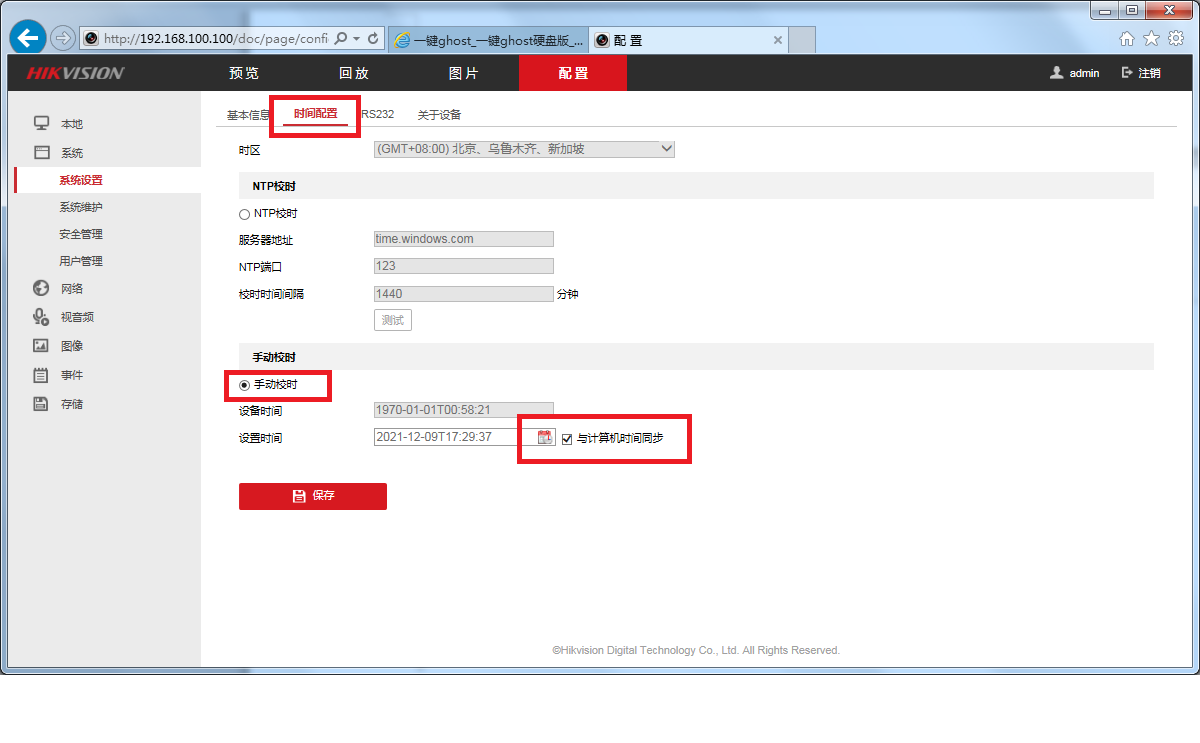 http://192.168.100.100/doc/page/confi
一键ghost_一键ghost硬盘版_...
配 置
HIKVISION
预览
回放
图片
配置
admin
注销
本地
系统
系统设置
系统维护
安全管理
用户管理
网络
视音频
图像
事件
存储
基本信息
时间配置
RS232
关于设备
时区 (GMT+08:00) 北京、乌鲁木齐、新加坡
NTP校时
NTP校时
服务器地址 time.windows.com
NTP端口 123
校时时间间隔 1440 分钟
测试
手动校时
手动校时
设备时间 1970-01-01T00:58:21
设置时间 2021-12-09T17:29:37 与计算机时间同步
保存
©Hikvision Digital Technology Co., Ltd. All Rights Reserved.